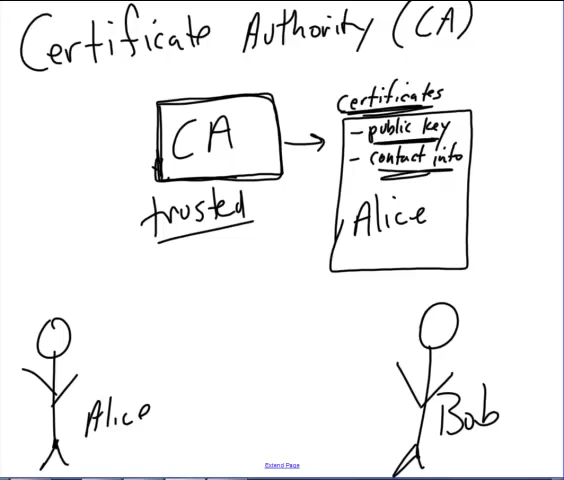 Certificate Authority (CA)
Certificates
CA
- public key
- contact info
trusted
Alice
Alice
Bob
Extend Page